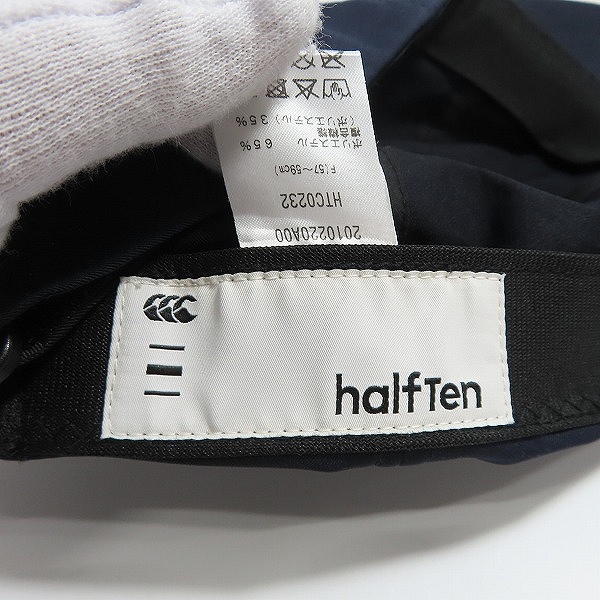 2010220A00
HTC0232
F(57～59cm)
ポリエステル 65%
複合繊維
(ポリエステル) 35%
halfTen